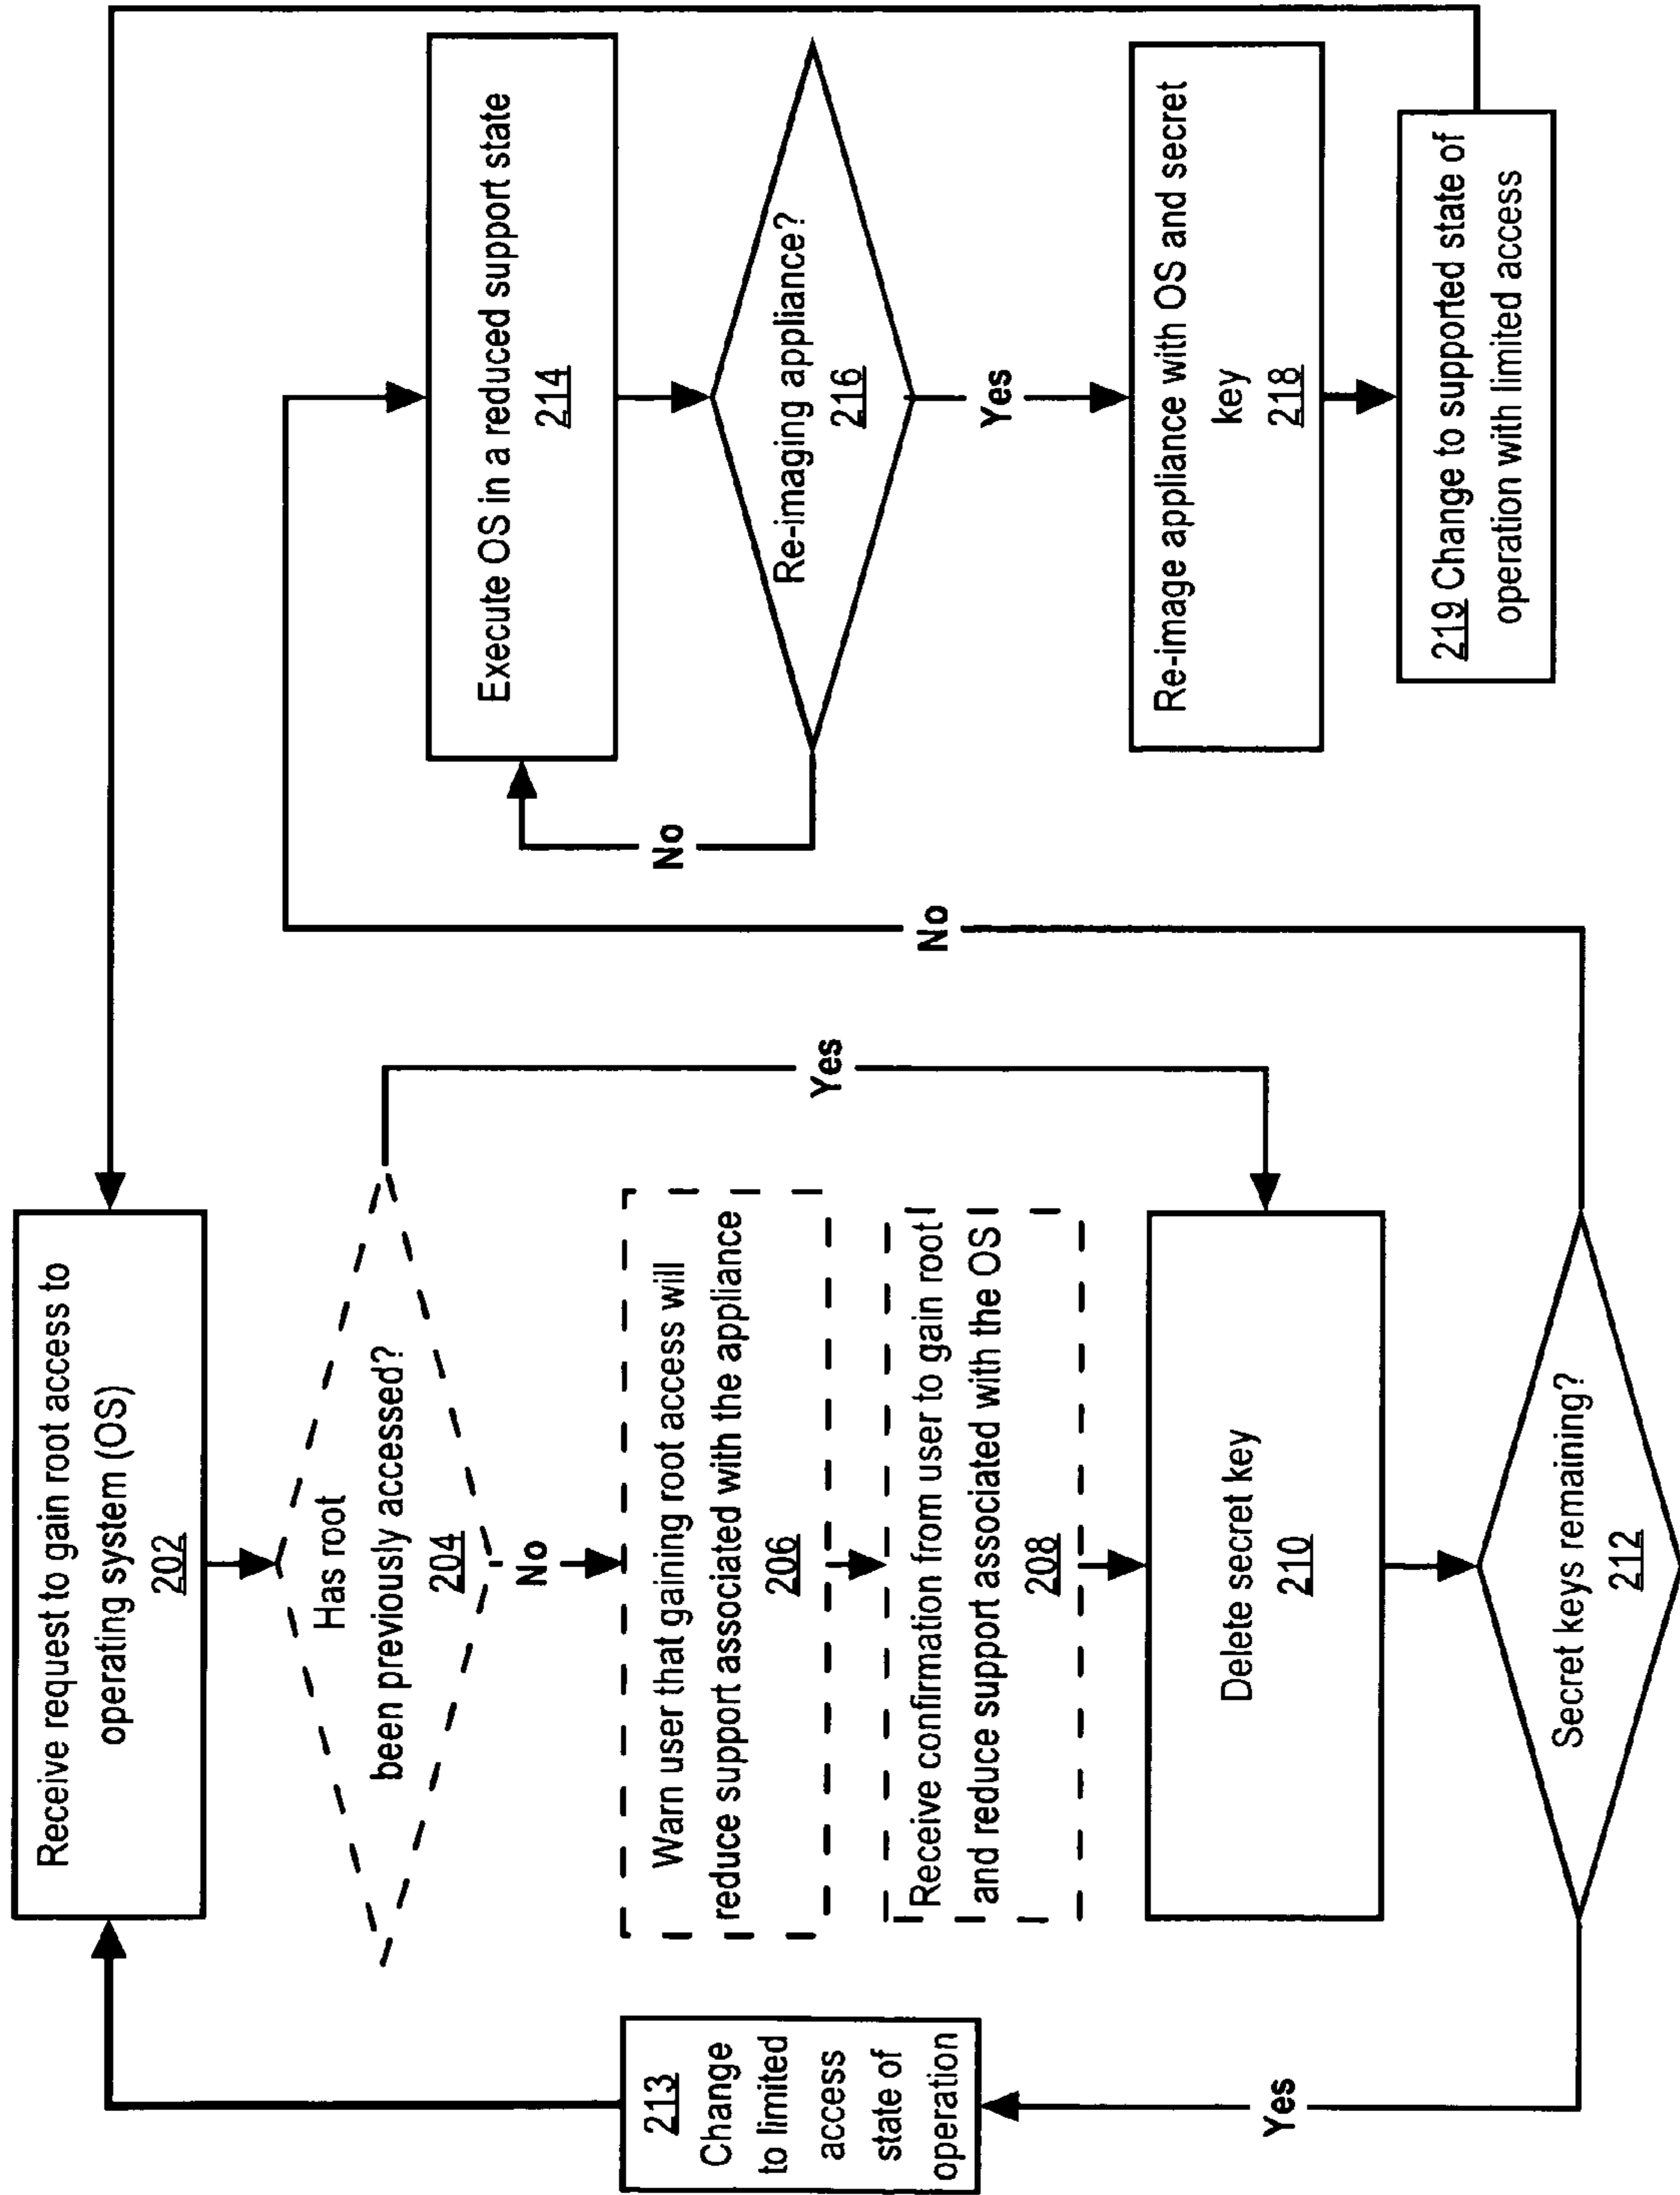 Receive request to gain root access to
operating system (OS)
202
Has root
been previously accessed?
204
No
Yes
Warn user that gaining root access will
reduce support associated with the appliance
206
Receive confirmation from user to gain root
and reduce support associated with the OS
208
Delete secret key
210
Secret keys remaining?
212
Yes
213 Change
to limited
access
state of
operation
No
Execute OS in a reduced support state
214
Re-imaging appliance?
216
No
Yes
Re-image appliance with OS and secret
key
218
219 Change to supported state of
operation with limited access